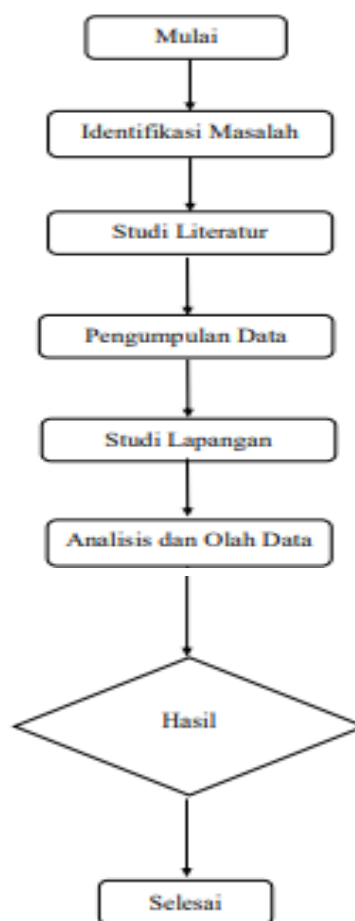 Mulai
Identifikasi Masalah
Studi Literatur
Pengumpulan Data
Studi Lapangan
Analisis dan Olah Data
Hasil
Selesai